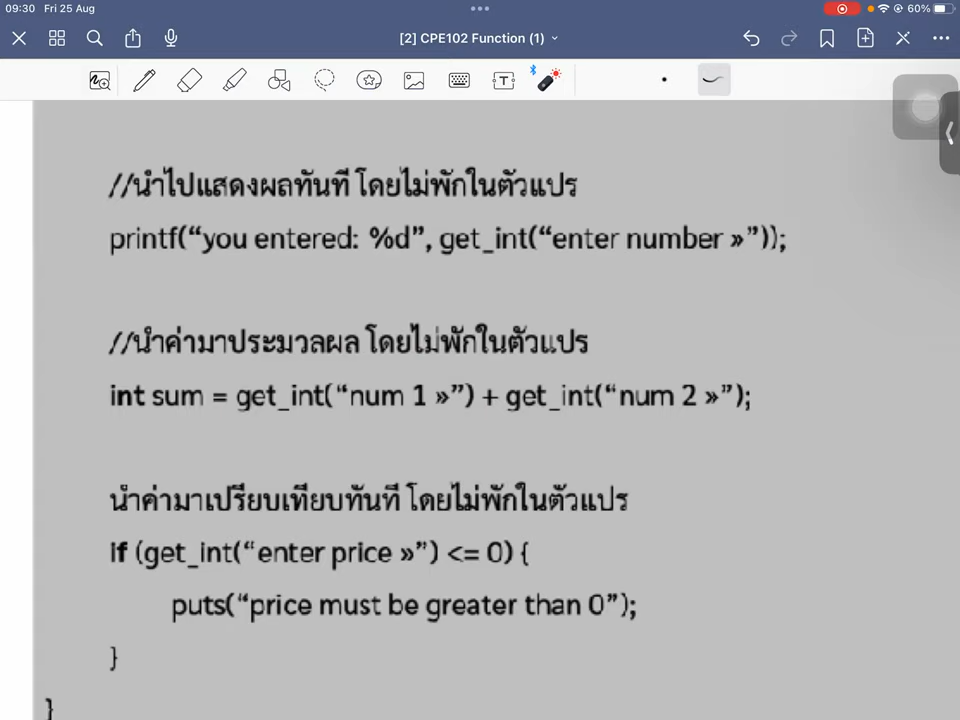 09:30 Fri 25 Aug
60%
[2] CPE102 Function (1)
//นำไปแสดงผลทันที โดยไม่พักในตัวแปร
printf(“you entered: %d”, get_int(“enter number »”));
//นำค่ามาประมวลผล โดยไม่พักในตัวแปร
int sum = get_int(“num 1 »”) + get_int(“num 2 »”);
นำค่ามาเปรียบเทียบทันที โดยไม่พักในตัวแปร
if (get_int(“enter price »”) <= 0) {
puts(“price must be greater than 0”);
}
}